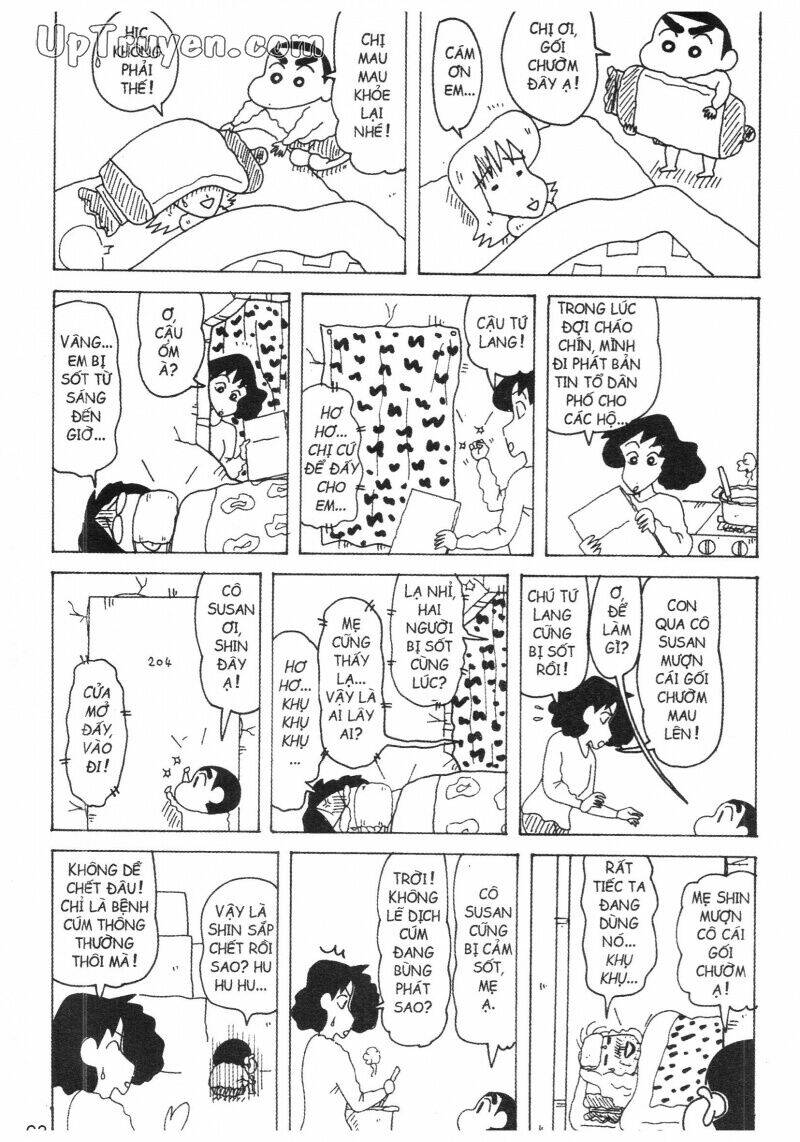 UpTruyen.com
CHỊ ƠI,
GỐI
CHƯỜM
ĐÂY Ạ!
CÁM
ƠN
EM...
CHỊ
MAU
MAU
KHỎE
LẠI
NHÉ!
HIC
KHÔNG
PHẢI
THẾ!
TRONG LÚC
ĐỢI CHÁO
CHÍN, MÌNH
ĐI PHÁT BẢN
TIN TỔ DÂN
PHỐ CHO
CÁC HỘ...
CẬU TỨ
LANG!
HƠ
HƠ...
CHỊ CỨ
ĐỂ ĐẤY
CHO
EM...
Ơ,
CẬU
ỐM
À?
VÂNG...
EM BỊ
SỐT TỪ
SÁNG
ĐẾN
GIỜ...
CON
QUA CÔ
SUSAN
MƯỢN
CÁI GỐI
CHƯỜM
MAU
LÊN!
Ơ,
ĐỂ
LÀM
GÌ?
CHÚ TỨ
LANG
CŨNG
BỊ SỐT
RỒI!
LẠ NHỈ,
HAI
NGƯỜI
BỊ SỐT
CÙNG
LÚC?
MẸ
CŨNG
THẤY
LẠ...
VẬY LÀ
AI LÂY
AI?
HƠ
HƠ...
KHỤ
KHỤ
KHỤ
...
CÔ
SUSAN
ƠI,
SHIN
ĐÂY
Ạ!
204
CỬA
MỞ
ĐẤY,
VÀO
ĐI!
MẸ SHIN
MƯỢN
CÔ CÁI
GỐI
CHƯỜM
Ạ!
RẤT
TIẾC TA
ĐANG
DÙNG
NÓ...
KHỤ
KHỤ...
CÔ
SUSAN
CŨNG
BỊ CẢM
SỐT, MẸ
Ạ.
TRỜI!
KHÔNG
LẼ DỊCH
CÚM
ĐANG
BÙNG
PHÁT
SAO?
VẬY LÀ
SHIN SẮP
CHẾT RỒI
SAO? HU
HU HU...
KHÔNG DỄ
CHẾT ĐÂU!
CHỈ LÀ BỆNH
CÚM THÔNG
THƯỜNG
THÔI MÀ!